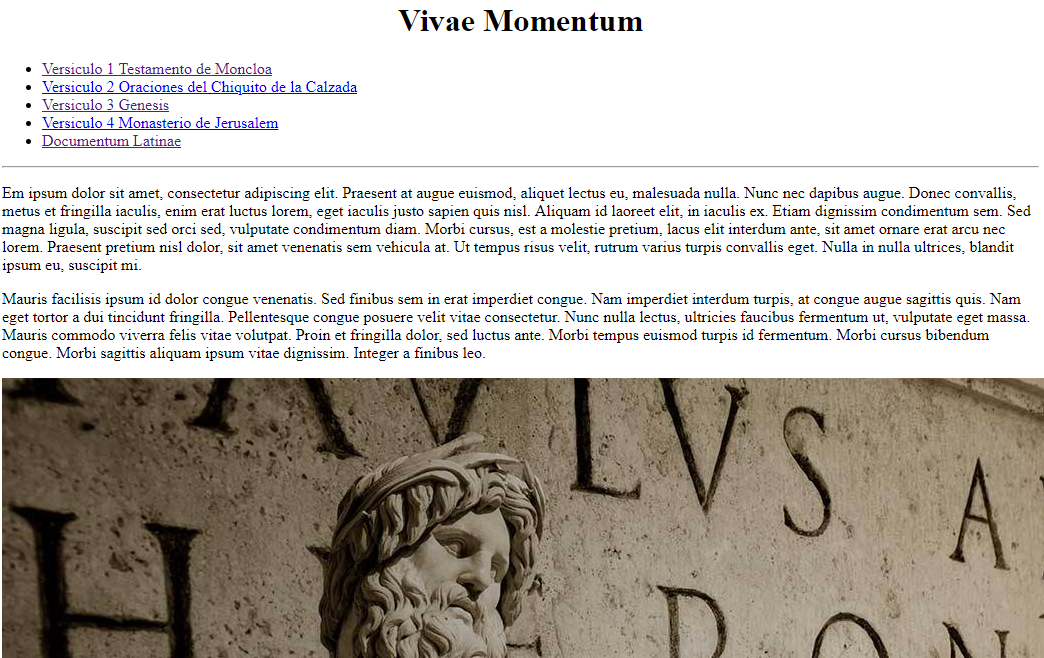 Vivae Momentum
Versiculo 1 Testamento de Moncloa
Versiculo 2 Oraciones del Chiquito de la Calzada
Versiculo 3 Genesis
Versiculo 4 Monasterio de Jerusalem
Documentum Latinae
Em ipsum dolor sit amet, consectetur adipiscing elit. Praesent at augue euismod, aliquet lectus eu, malesuada nulla. Nunc nec dapibus augue. Donec convallis,
metus et fringilla iaculis, enim erat luctus lorem, eget iaculis justo sapien quis nisl. Aliquam id laoreet elit, in iaculis ex. Etiam dignissim condimentum sem. Sed
magna ligula, suscipit sed orci sed, vulputate condimentum diam. Morbi cursus, est a molestie pretium, lacus elit interdum ante, sit amet ornare erat arcu nec
lorem. Praesent pretium nisl dolor, sit amet venenatis sem vehicula at. Ut tempus risus velit, rutrum varius turpis convallis eget. Nulla in nulla ultrices, blandit
ipsum eu, suscipit mi.
Mauris facilisis ipsum id dolor congue venenatis. Sed finibus sem in erat imperdiet congue. Nam imperdiet interdum turpis, at congue augue sagittis quis. Nam
eget tortor a dui tincidunt fringilla. Pellentesque congue posuere velit vitae consectetur. Nunc nulla lectus, ultricies faucibus fermentum ut, vulputate eget massa.
Mauris commodo viverra felis vitae volutpat. Proin et fringilla dolor, sed luctus ante. Morbi tempus euismod turpis id fermentum. Morbi cursus bibendum
congue. Morbi sagittis aliquam ipsum vitae dignissim. Integer a finibus leo.
LVS A